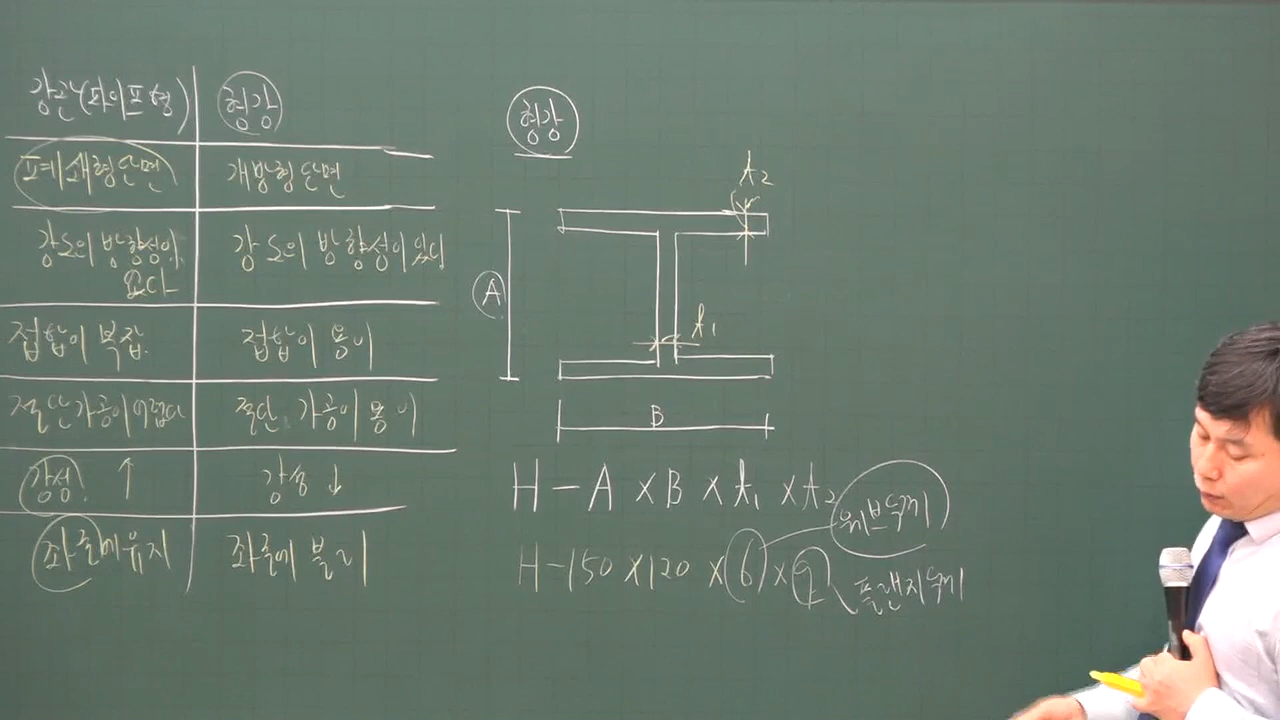 강관(파이프형) 형강
폐쇄형단면 개방형단면
강도의 방향성이 없다 강도의 방향성이 있다
접합이 복잡. 접합이 용이
절단가공이 어렵다 절단가공이 용이
강성. ↑ 강성 ↓
좌굴에 유지 좌굴에 불리
형강
t2
A
t1
B
H-A×B×t1×t2
웨브두께
H-150×120×6×9
플랜지두께